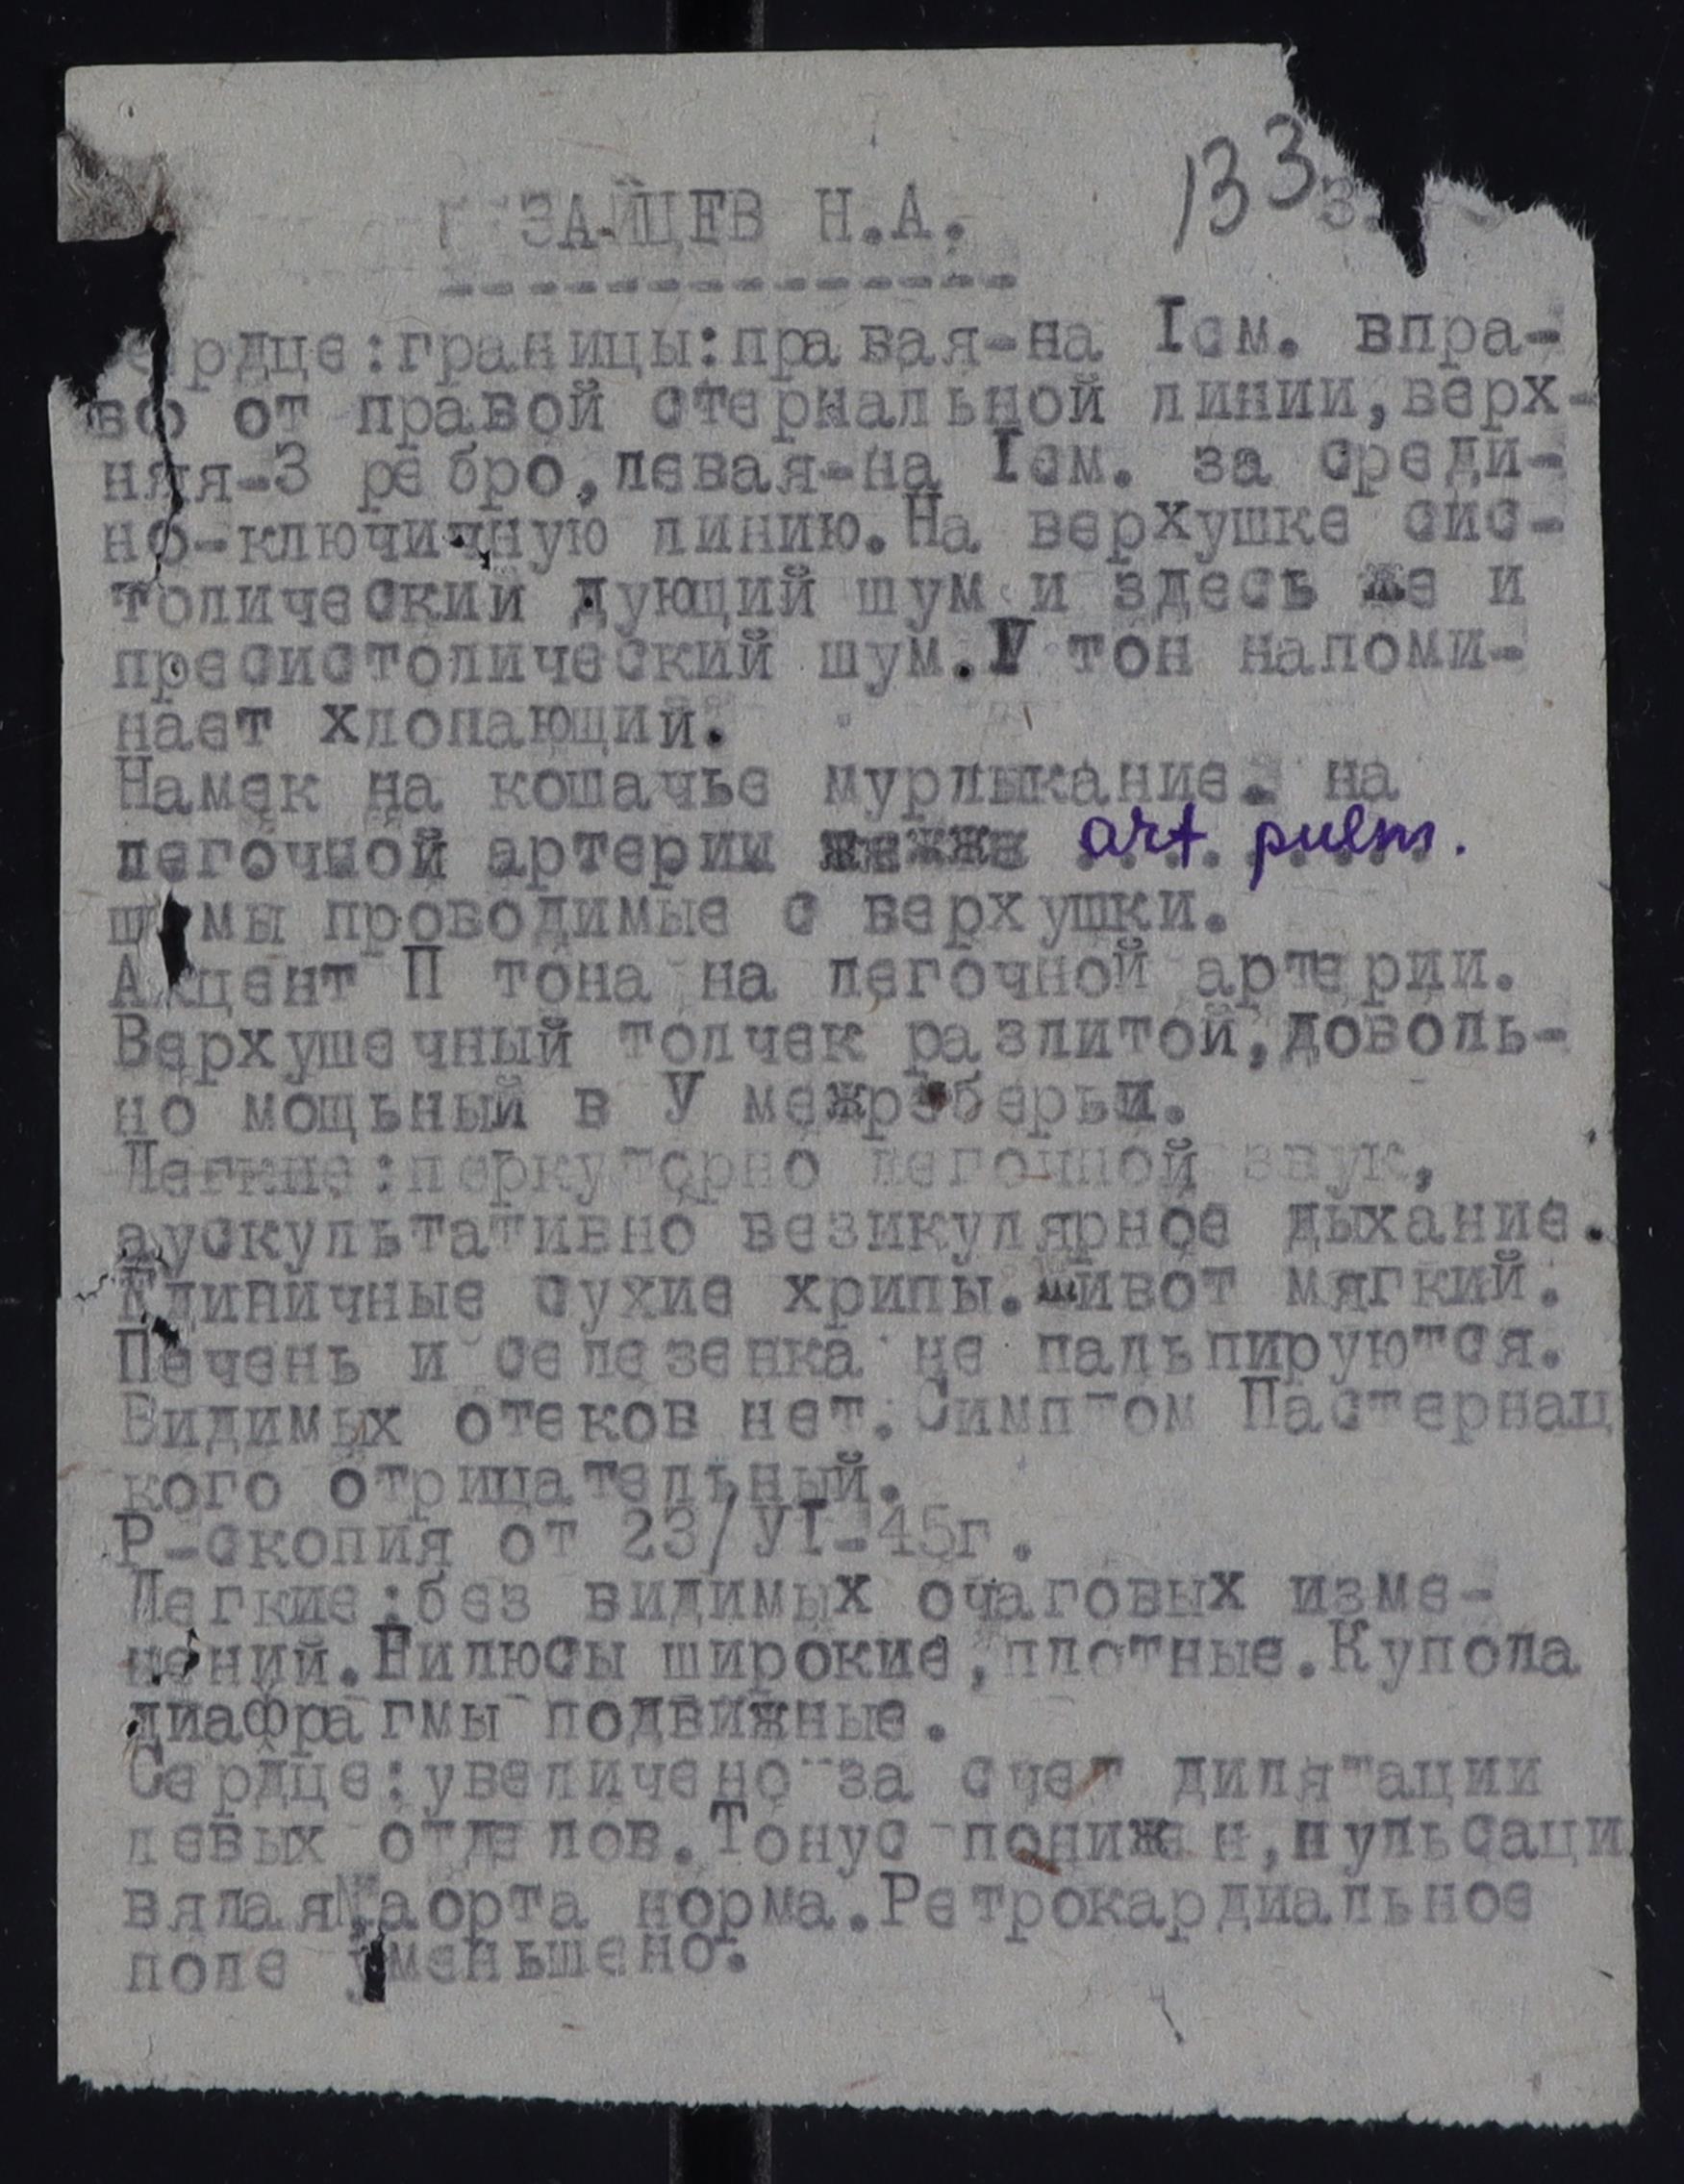 133
3.
ЗАЙЦЕВ Н.А.
---------------
ердце:границы:правая-на Iсм. впра-
во от правой стернальной линии,верх-
няя-3 ребро,левая-на Iсм. за среди-
но-ключичную линию.На верхушке сис-
толический дующий шум и здесь же и
пресистолический шум. тон напоми-
нает хлопающий.
Намек на кошачье мурлыкание. на
легочной артерии art. pulm.
шумы проводимые с верхушки.
Акцент П тона на легочной артерии.
Верхушечный толчек разлитой,доволь-
но мощьный в У межреберьи.
Легкие:перкуторно легочной звук,
аускультативно везикулярное дыхание.
Единичные сухие хрипы.Живот мягкий.
Печень и селезенка не пальпируются.
Видимых отеков нет.Симптом Пастернац
кого отрицательный.
Р-скопия от 23/УI-45г.
Легкие:без видимых очаговых изме-
нений.Хилюсы широкие,плотные.Купола
диафрагмы подвижные.
Сердце:увеличено за счет дилятации
левых отделов.Тонус понижен,пульсаци
вялая,аорта норма.Ретрокардиальное
поле уменьшено.